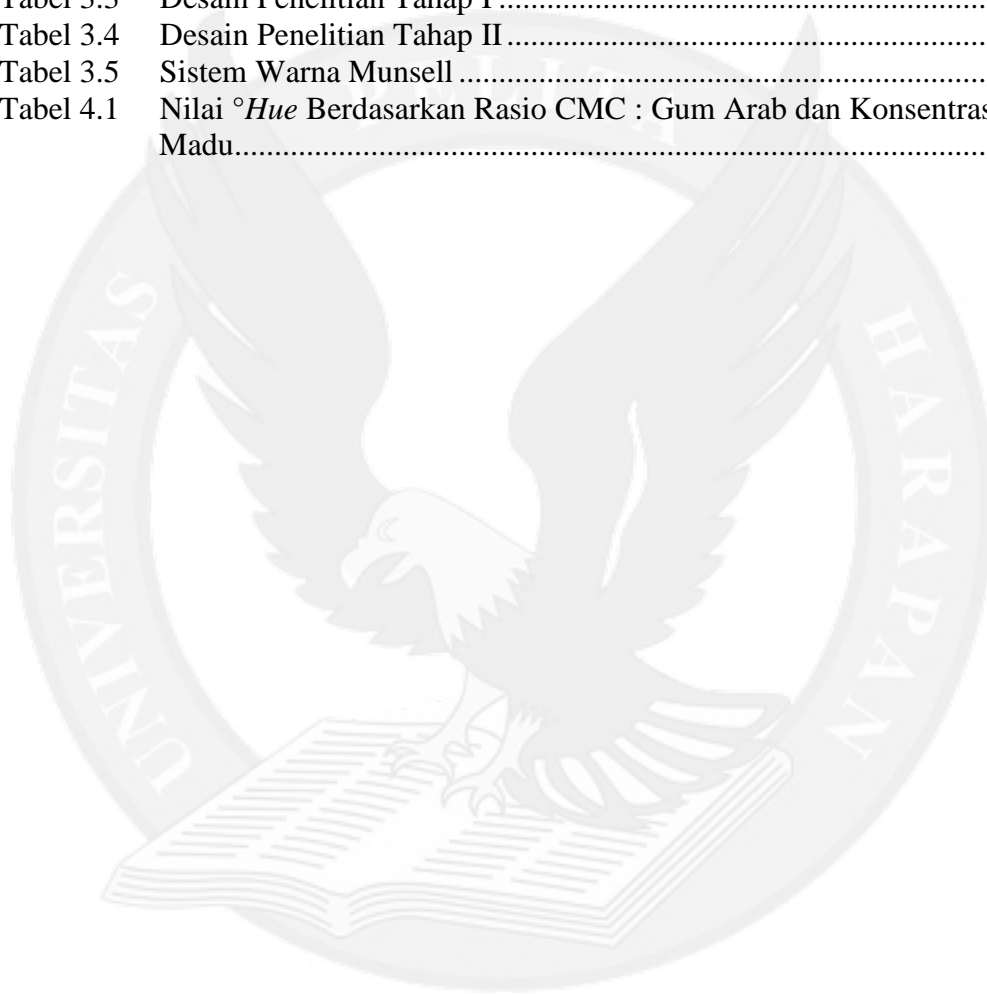 Tabel 3.3 Desain Penelitian Tahap I........................................................
Tabel 3.4 Desain Penelitian Tahap II........................................................
Tabel 3.5 Sistem Warna Munsell........................................................
Tabel 4.1 Nilai °Hue Berdasarkan Rasio CMC : Gum Arab dan Konsentras
Madu........................................................
UNIVERSITAS PELITA HARAPAN